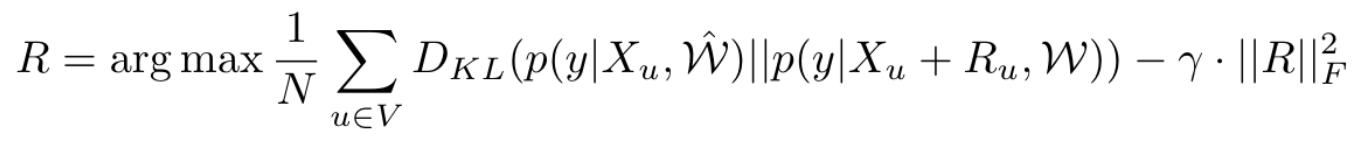 $R = \arg\max \frac{1}{N} \sum_{u \in V} D_{KL}(p(y|X_u, \hat{\mathcal{W}})||p(y|X_u + R_u, \mathcal{W})) - \gamma \cdot ||R||_F^2$